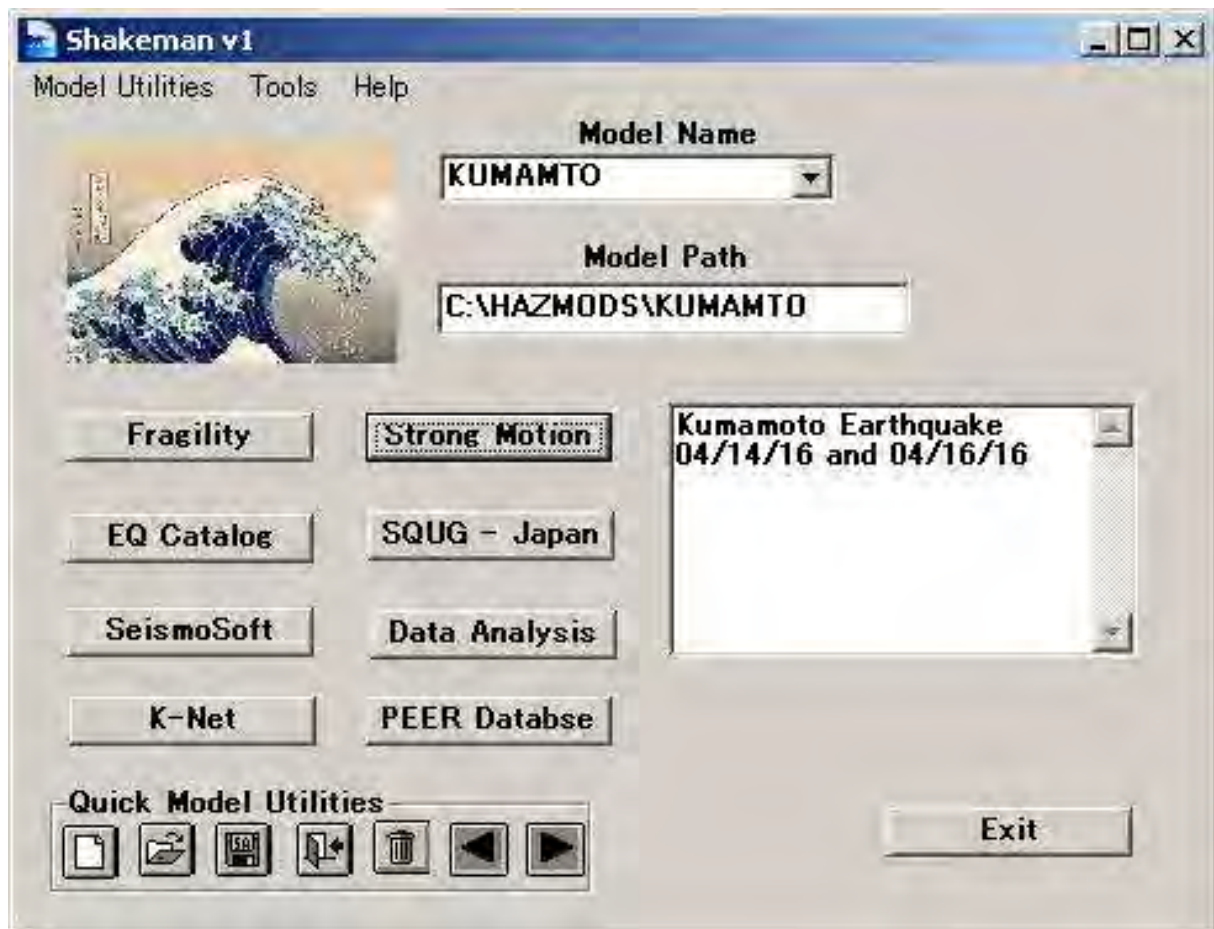 Shakeman v1
Model Utilities Tools Help
Model Name
KUMAMTO
Model Path
C:\HAZMODS\KUMAMTO
Fragility
Strong Motion
Kumamoto Earthquake
04/14/16 and 04/16/16
EQ Catalog
SQUG - Japan
SeismoSoft
Data Analysis
K-Net
PEER Databse
Quick Model Utilities
Exit